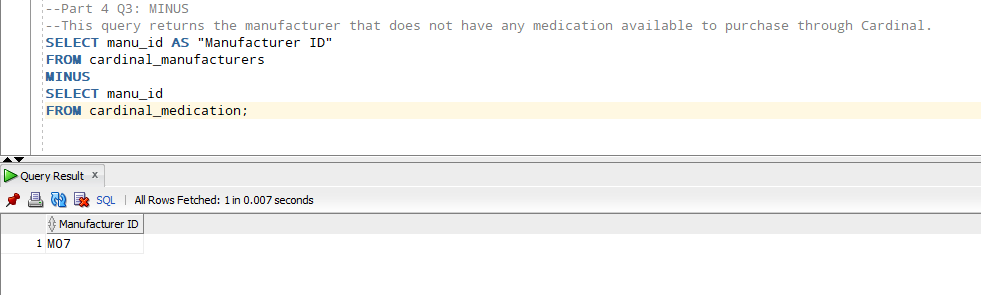 --Part 4 Q3: MINUS
--This query returns the manufacturer that does not have any medication available to purchase through Cardinal.
SELECT manu_id AS "Manufacturer ID"
FROM cardinal_manufacturers
MINUS
SELECT manu_id
FROM cardinal_medication;
Query Result x
SQL | All Rows Fetched: 1 in 0.007 seconds
Manufacturer ID
1 M07